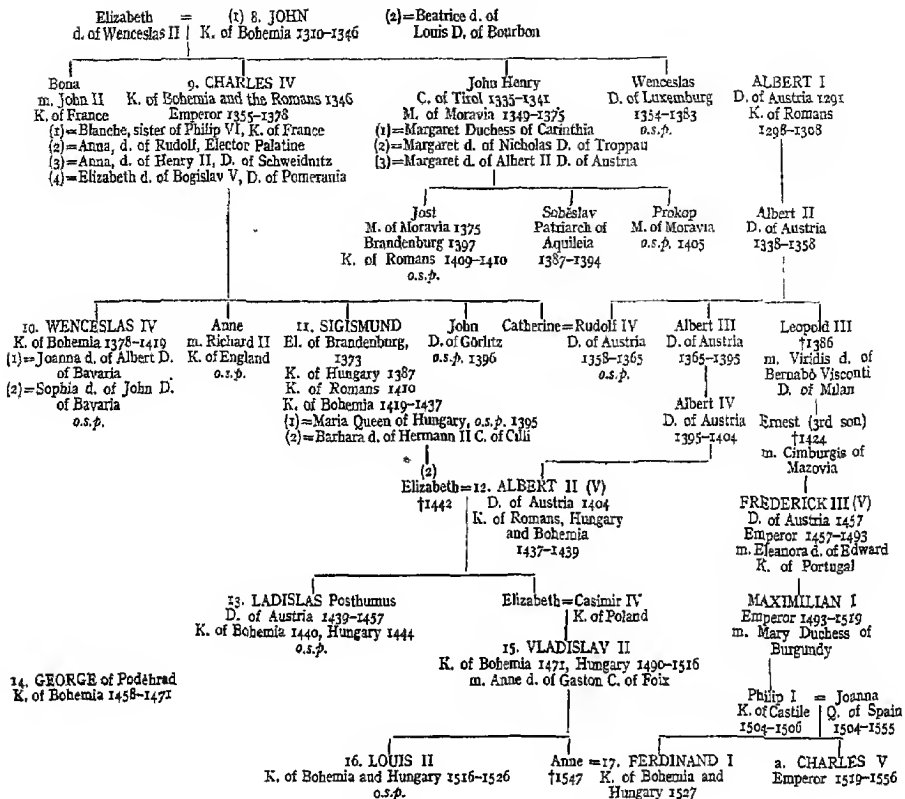 Elizabeth = (1) 8. JOHN (2)=Beatrice d. of
d. of Wenceslas II K. of Bohemia 1310–1346 Louis D. of Bourbon
Bona
m. John II
K. of France
9. CHARLES IV
K. of Bohemia and the Romans 1346
Emperor 1355–1378
(1)=Blanche, sister of Philip VI, K. of France
(2)=Anna, d. of Rudolf, Elector Palatine
(3)=Anna, d. of Henry II, D. of Schweidnitz
(4)=Elizabeth d. of Bogislav V, D. of Pomerania
John Henry
C. of Tirol 1335–1341
M. of Moravia 1349–1375
(1)=Margaret Duchess of Carinthia
(2)=Margaret d. of Nicholas D. of Troppau
(3)=Margaret d. of Albert II D. of Austria
Wenceslas
D. of Luxemburg
1354–1383
o.s.p.
ALBERT I
D. of Austria 1291
K. of Romans
1298–1308
Jost
M. of Moravia 1375
Brandenburg 1397
K. of Romans 1409–1410
o.s.p.
Soběslav
Patriarch of
Aquileia
1387–1394
Prokop
M. of Moravia
o.s.p. 1405
Albert II
D. of Austria
1338–1358
10. WENCESLAS IV
K. of Bohemia 1378–1419
(1)=Joanna d. of Albert D.
of Bavaria
(2)=Sophia d. of John D.
of Bavaria
o.s.p.
Anne
m. Richard II
K. of England
o.s.p.
11. SIGISMUND
El. of Brandenburg,
1373
K. of Hungary 1387
K. of Romans 1410
K. of Bohemia 1419–1437
(1)=Maria Queen of Hungary, o.s.p. 1395
(2)=Barbara d. of Hermann II C. of Cilli
John
D. of Görlitz
o.s.p. 1396
Catherine=Rudolf IV
D. of Austria
1358–1365
o.s.p.
Albert III
D. of Austria
1365–1395
Leopold III
†1386
m. Viridis d. of
Bernabò Visconti
D. of Milan
Albert IV
D. of Austria
1395–1404
Ernest (3rd son)
†1424
m. Cimburgis of
Mazovia
(2)
Elizabeth=12. ALBERT II (V)
†1442
D. of Austria 1404
K. of Romans, Hungary
and Bohemia
1437–1439
FREDERICK III (V)
D. of Austria 1457
Emperor 1457–1493
m. Eleanora d. of Edward
K. of Portugal
13. LADISLAS Posthumus
D. of Austria 1439–1457
K. of Bohemia 1440, Hungary 1444
o.s.p.
Elizabeth=Casimir IV
K. of Poland
MAXIMILIAN I
Emperor 1493–1519
m. Mary Duchess of
Burgundy
14. GEORGE of Poděbrad
K. of Bohemia 1458–1471
15. VLADISLAV II
K. of Bohemia 1471, Hungary 1490–1516
m. Anne d. of Gaston C. of Foix
Philip I = Joanna
K. of Castile Q. of Spain
1504–1506 1504–1555
16. LOUIS II
K. of Bohemia and Hungary 1516–1526
o.s.p.
Anne =17. FERDINAND I
†1547 K. of Bohemia and
Hungary 1527
a. CHARLES V
Emperor 1519–1556